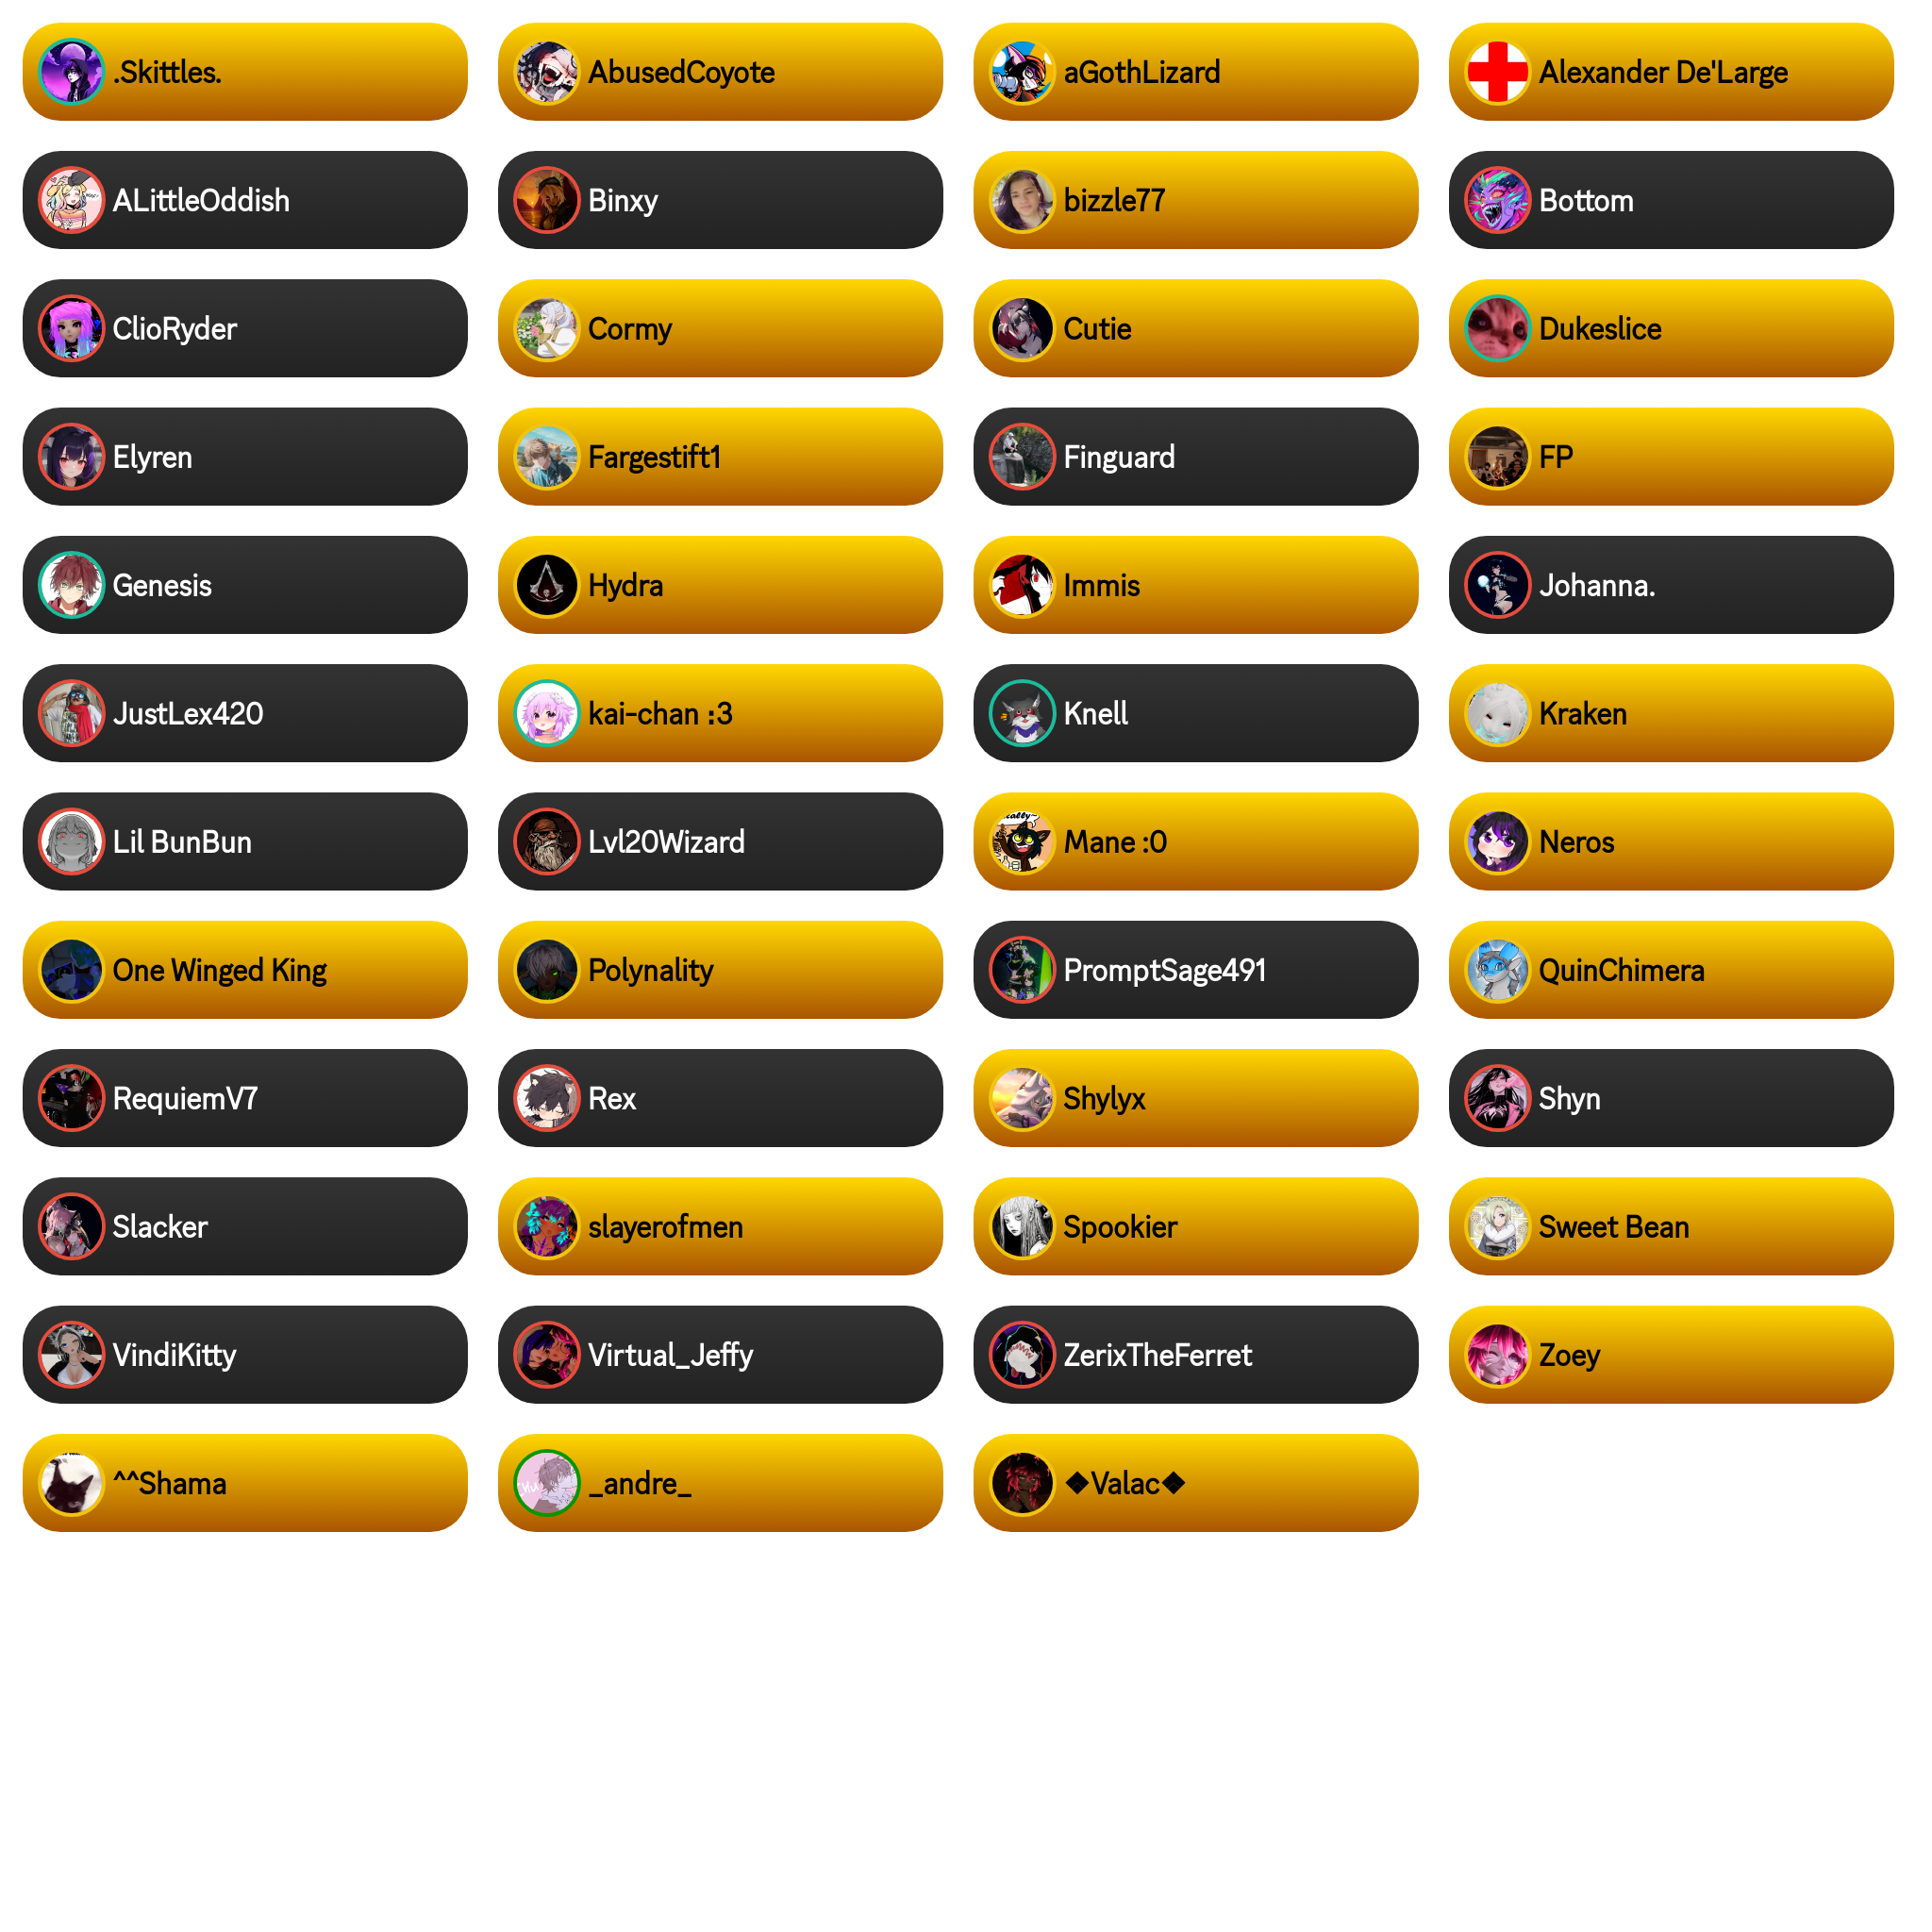 .Skittles.
AbusedCoyote
aGothLizard
Alexander De'Large
ALittleOddish
Binxy
bizzle77
Bottom
ClioRyder
Cormy
Cutie
Dukeslice
Elyren
Fargestift1
Finguard
FP
Genesis
Hydra
Immis
Johanna.
JustLex420
kai-chan :3
Knell
Kraken
Lil BunBun
Lvl20Wizard
Mane :0
Neros
One Winged King
Polynality
PromptSage491
QuinChimera
RequiemV7
Rex
Shylyx
Shyn
Slacker
slayerofmen
Spookier
Sweet Bean
VindiKitty
Virtual_Jeffy
ZerixTheFerret
Zoey
^^Shama
_andre_
❖Valac❖